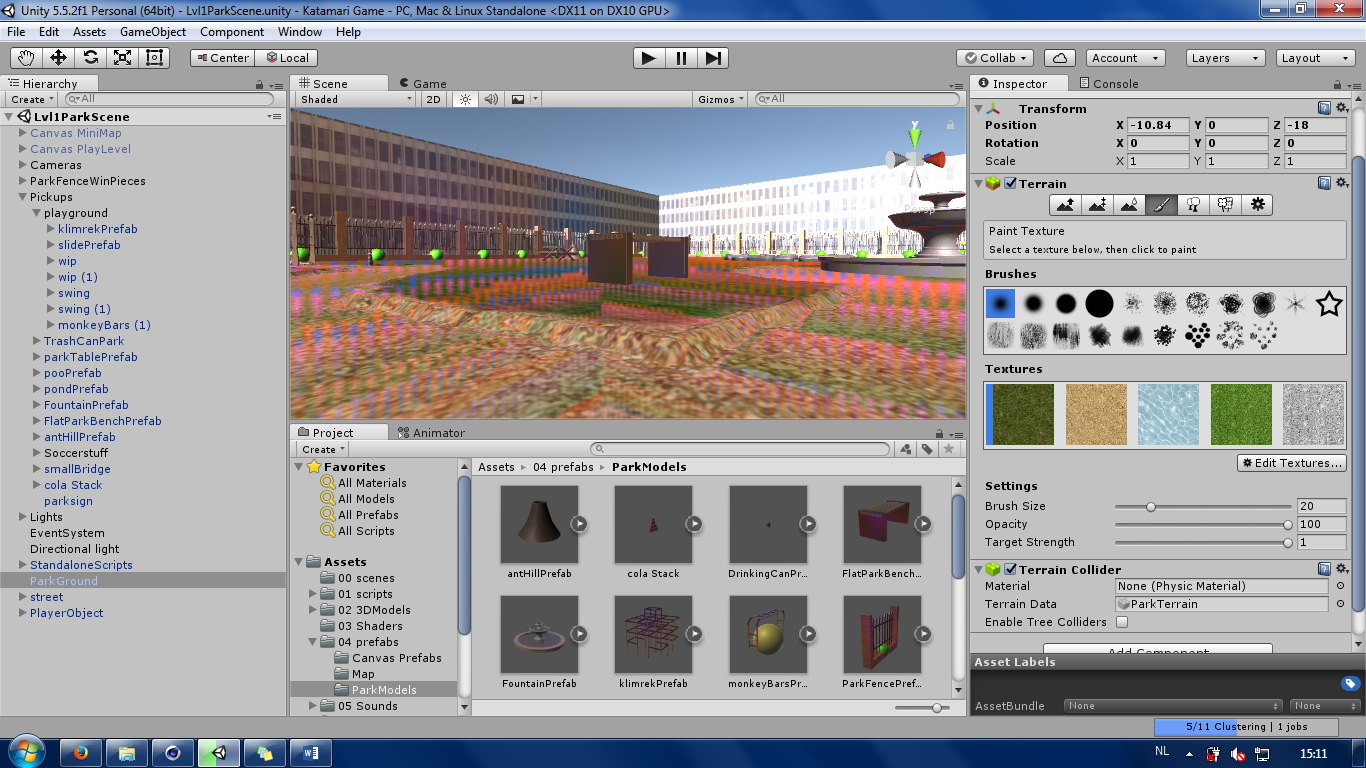 Unity 5.5.2f1 Personal (64bit) - Lvl1ParkScene.unity - Katamari Game - PC, Mac & Linux Standalone <DX11 on DX10 GPU>
File Edit Assets GameObject Component Window Help
Center Local
Collab Account Layers Layout
Hierarchy
Create All
Lvl1ParkScene
Canvas MiniMap
Canvas PlayLevel
Cameras
ParkFenceWinPieces
Pickups
playground
klimrekPrefab
slidePrefab
wip
wip (1)
swing
swing (1)
monkeyBars (1)
TrashCanPark
parkTablePrefab
pooPrefab
pondPrefab
FountainPrefab
FlatParkBenchPrefab
antHillPrefab
Soccerstuff
smallBridge
cola Stack
parksign
Lights
EventSystem
Directional light
StandaloneScripts
ParkGround
street
PlayerObject
Scene Game
Shaded 2D Gizmos All
y
Persp
Project Animator
Create
Favorites
All Materials
All Models
All Prefabs
All Scripts
Assets
00 scenes
01 scripts
02 3DModels
03 Shaders
04 prefabs
Canvas Prefabs
Map
ParkModels
05 Sounds
Assets 04 prefabs ParkModels
antHillPrefab cola Stack DrinkingCanPr... FlatParkBench...
FountainPrefab klimrekPrefab monkeyBarsPr... ParkFencePref...
Inspector Console
Transform
Position X -10.84 Y 0 Z -18
Rotation X 0 Y 0 Z 0
Scale X 1 Y 1 Z 1
Terrain
Paint Texture
Select a texture below, then click to paint
Brushes
Textures
Edit Textures...
Settings
Brush Size 20
Opacity 100
Target Strength 1
Terrain Collider
Material None (Physic Material)
Terrain Data ParkTerrain
Enable Tree Colliders
Add Component
Asset Labels
AssetBundle None None
5/11 Clustering | 1 jobs
NL 15:11